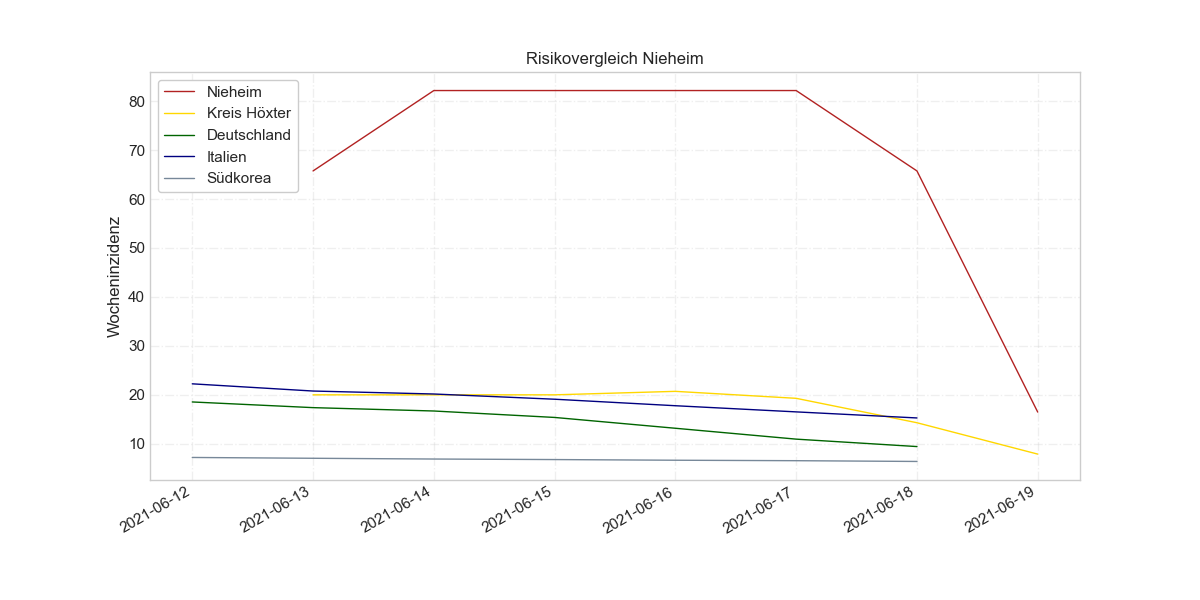 Risikovergleich Nieheim
Nieheim
Kreis Höxter
Deutschland
Italien
Südkorea
Wocheninzidenz
80
70
60
50
40
30
20
10
2021-06-12
2021-06-13
2021-06-14
2021-06-15
2021-06-16
2021-06-17
2021-06-18
2021-06-19